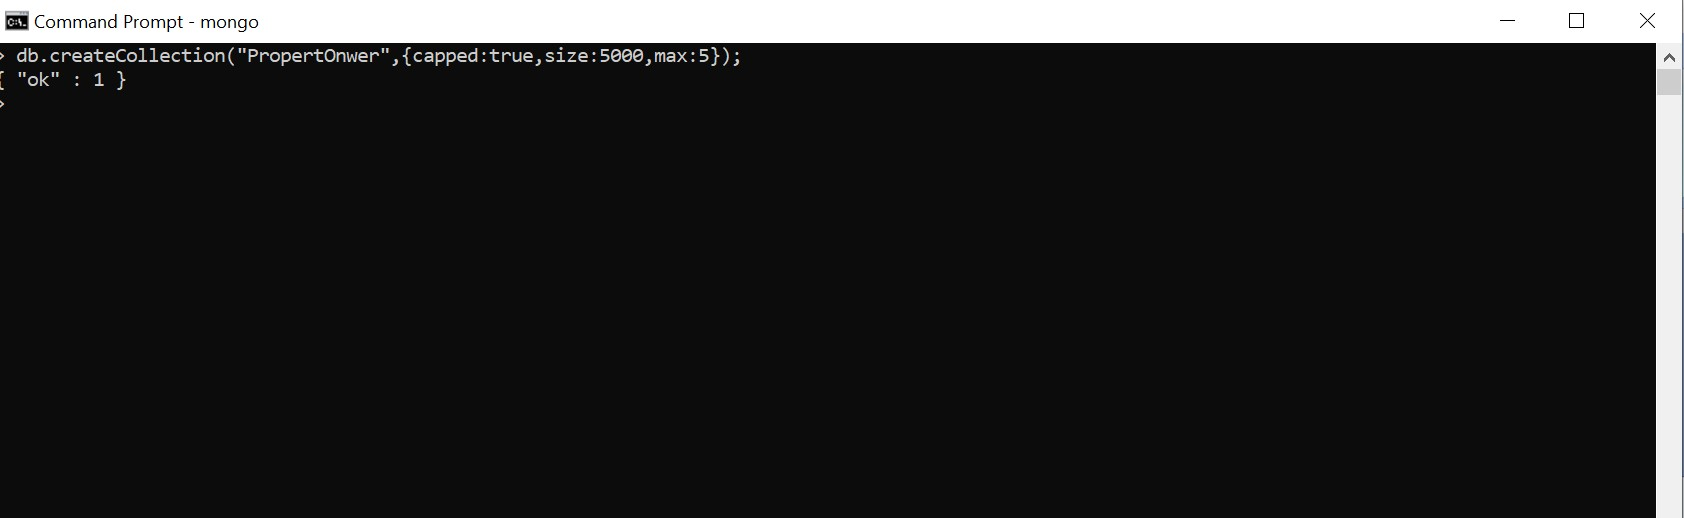 Command Prompt - mongo
> db.createCollection("PropertOnwer",{capped:true,size:5000,max:5});
{ "ok" : 1 }
>